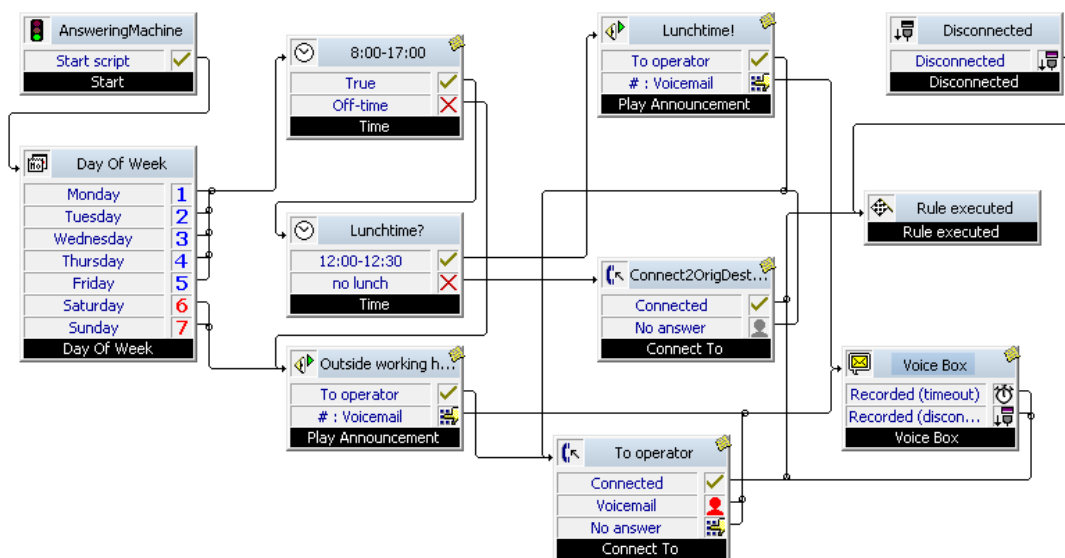 AnsweringMachine
Start script
Start
Day Of Week
Monday 1
Tuesday 2
Wednesday 3
Thursday 4
Friday 5
Saturday 6
Sunday 7
Day Of Week
8:00-17:00
True
Off-time
Time
Lunchtime?
12:00-12:30
no lunch
Time
Outside working h...
To operator
# : Voicemail
Play Announcement
Lunchtime!
To operator
# : Voicemail
Play Announcement
Connect2OrigDest...
Connected
No answer
Connect To
To operator
Connected
Voicemail
No answer
Connect To
Disconnected
Disconnected
Disconnected
Rule executed
Rule executed
Voice Box
Recorded (timeout)
Recorded (discon...
Voice Box